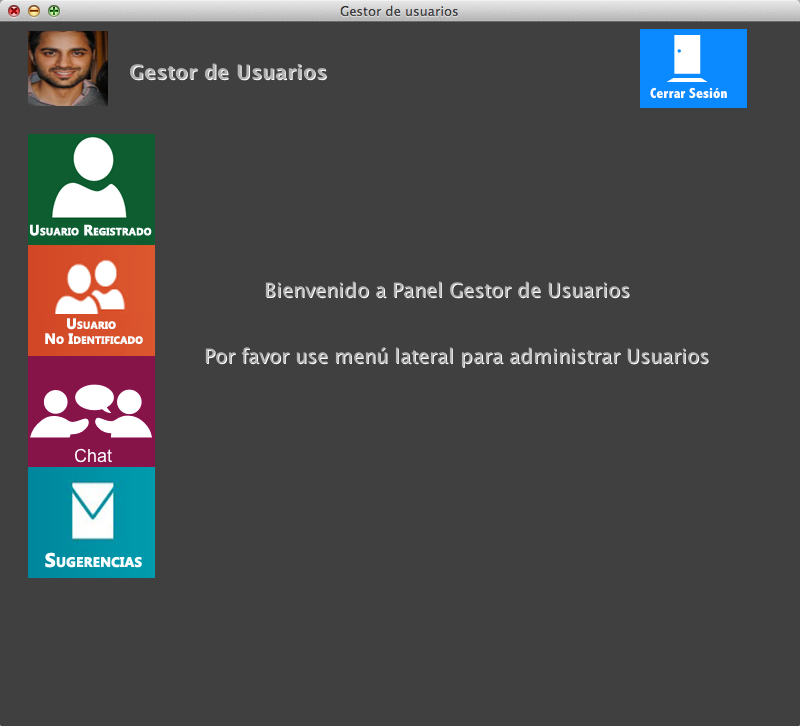 Gestor de usuarios
Gestor de Usuarios
Cerrar Sesión
Usuario Registrado
Usuario
No Identificado
Chat
Sugerencias
Bienvenido a Panel Gestor de Usuarios
Por favor use menú lateral para administrar Usuarios